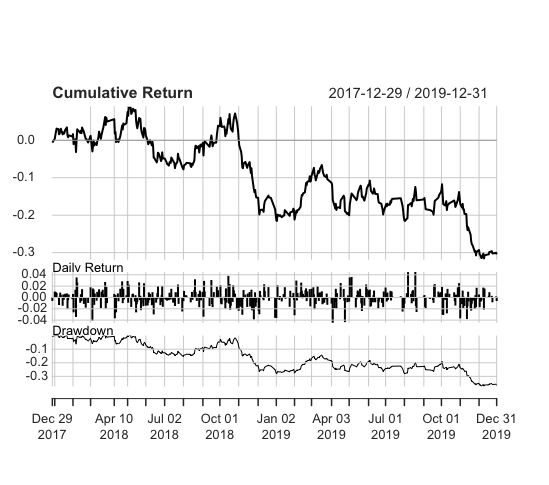 Cumulative Return 2017-12-29 / 2019-12-31
0.0
-0.1
-0.2
-0.3
Daily Return
0.04
0.02
0.00
-0.02
-0.04
Drawdown
-0.1
-0.2
-0.3
Dec 29 Apr 10 Jul 02 Oct 01 Jan 02 Apr 03 Jul 01 Oct 01 Dec 31
2017 2018 2018 2018 2019 2019 2019 2019 2019